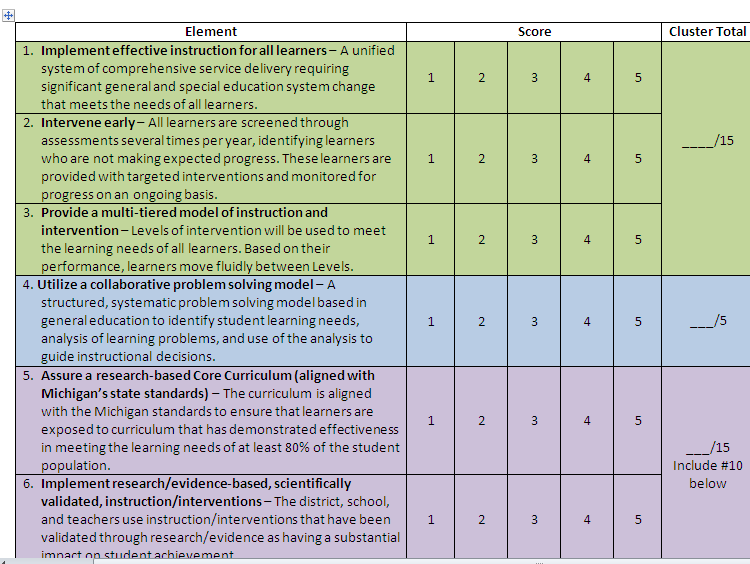 Element Score Cluster Total
1. Implement effective instruction for all learners – A unified
system of comprehensive service delivery requiring
significant general and special education system change
that meets the needs of all learners.
1 2 3 4 5
2. Intervene early – All learners are screened through
assessments several times per year, identifying learners
who are not making expected progress. These learners are
provided with targeted interventions and monitored for
progress on an ongoing basis.
1 2 3 4 5
3. Provide a multi-tiered model of instruction and
intervention – Levels of intervention will be used to meet
the learning needs of all learners. Based on their
performance, learners move fluidly between Levels.
1 2 3 4 5
____/15
4. Utilize a collaborative problem solving model – A
structured, systematic problem solving model based in
general education to identify student learning needs,
analysis of learning problems, and use of the analysis to
guide instructional decisions.
1 2 3 4 5
___/5
5. Assure a research-based Core Curriculum (aligned with
Michigan's state standards) – The curriculum is aligned
with the Michigan standards to ensure that learners are
exposed to curriculum that has demonstrated effectiveness
in meeting the learning needs of at least 80% of the student
population.
1 2 3 4 5
6. Implement research/evidence-based, scientifically
validated, instruction/interventions – The district, school,
and teachers use instruction/interventions that have been
validated through research/evidence as having a substantial
impact on student achievement.
1 2 3 4 5
___/15
Include #10
below